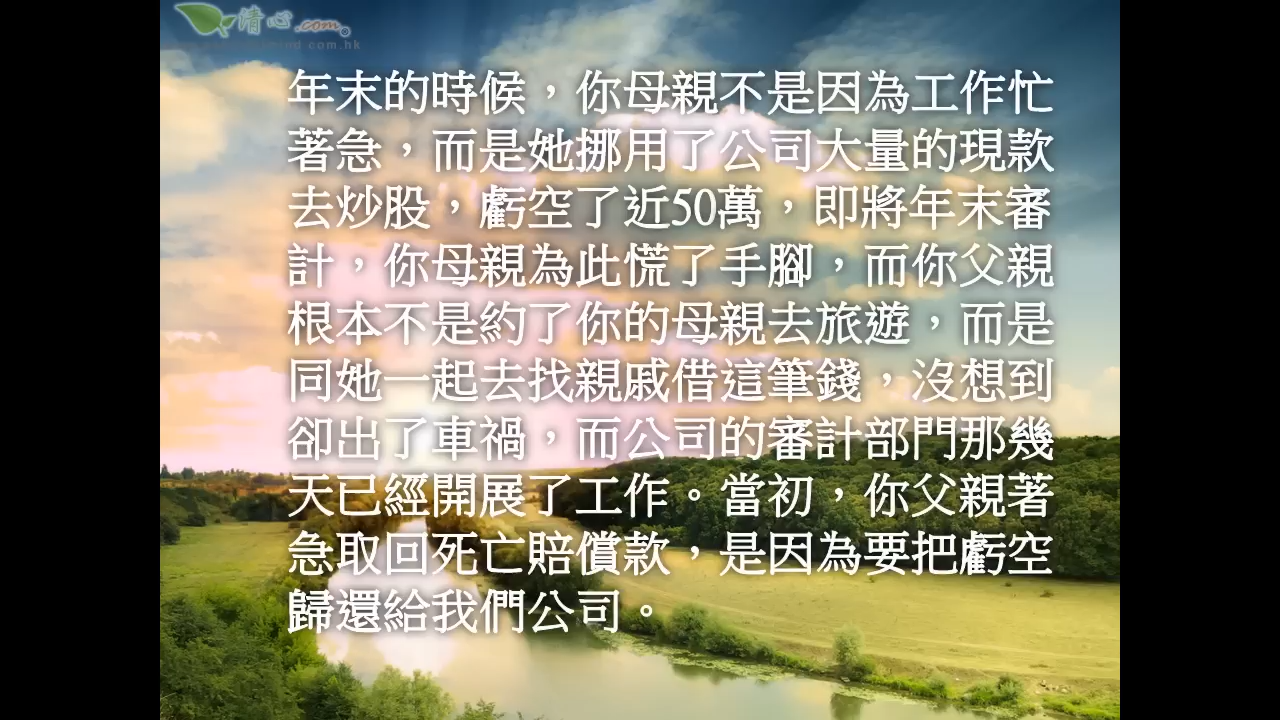 清心.com
年末的時候，你母親不是因為工作忙
著急，而是她挪用了公司大量的現款
去炒股，虧空了近50萬，即將年末審
計，你母親為此慌了手腳，而你父親
根本不是約了你的母親去旅遊，而是
同她一起去找親戚借這筆錢，沒想到
卻出了車禍，而公司的審計部門那幾
天已經開展了工作。當初，你父親著
急取回死亡賠償款，是因為要把虧空
歸還給我們公司。